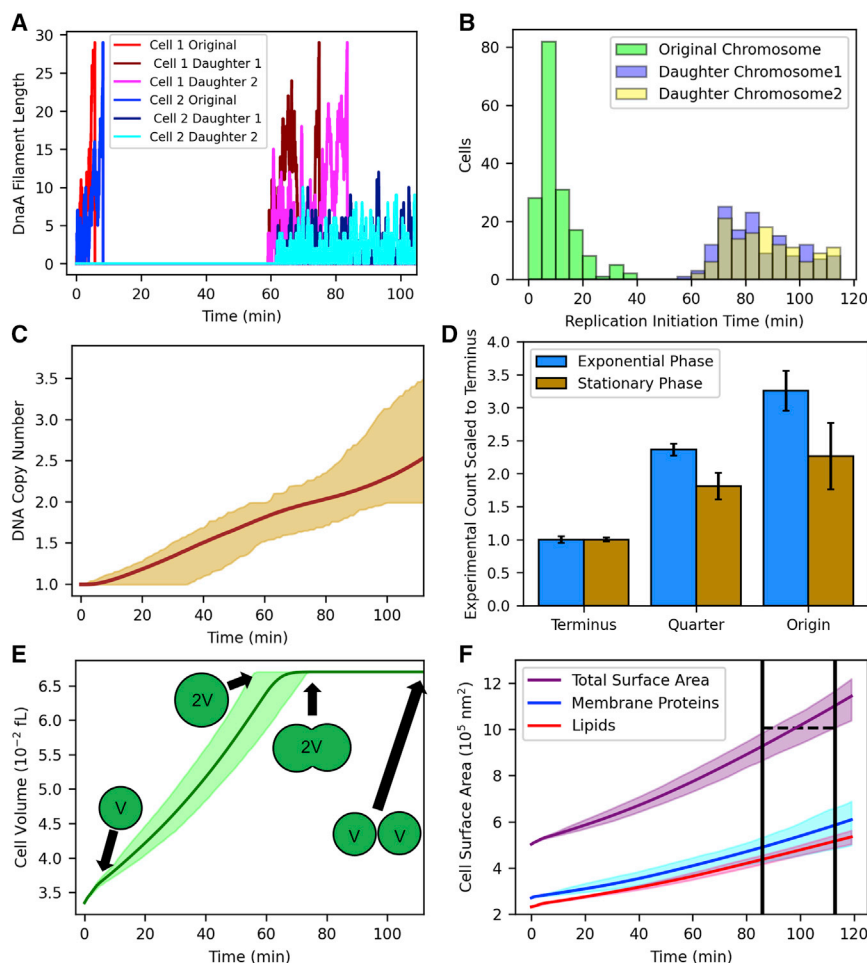 A
DnaA Filament Length
30
25
20
15
10
5
0
Cell 1 Original
Cell 1 Daughter 1
Cell 1 Daughter 2
Cell 2 Original
Cell 2 Daughter 1
Cell 2 Daughter 2
0 20 40 60 80 100
Time (min)
B
Cells
80
60
40
20
0
Original Chromosome
Daughter Chromosome1
Daughter Chromosome2
0 20 40 60 80 100 120
Replication Initiation Time (min)
C
DNA Copy Number
3.5
3.0
2.5
2.0
1.5
1.0
0 20 40 60 80 100
Time (min)
D
Experimental Count Scaled to Terminus
4.0
3.5
3.0
2.5
2.0
1.5
1.0
0.5
0.0
Exponential Phase
Stationary Phase
Terminus Quarter Origin
E
Cell Volume (10⁻² fL)
6.5
6.0
5.5
5.0
4.5
4.0
3.5
2V
2V
V
V V
0 20 40 60 80 100
Time (min)
F
Cell Surface Area (10⁵ nm²)
12
10
8
6
4
2
Total Surface Area
Membrane Proteins
Lipids
0 20 40 60 80 100 120
Time (min)